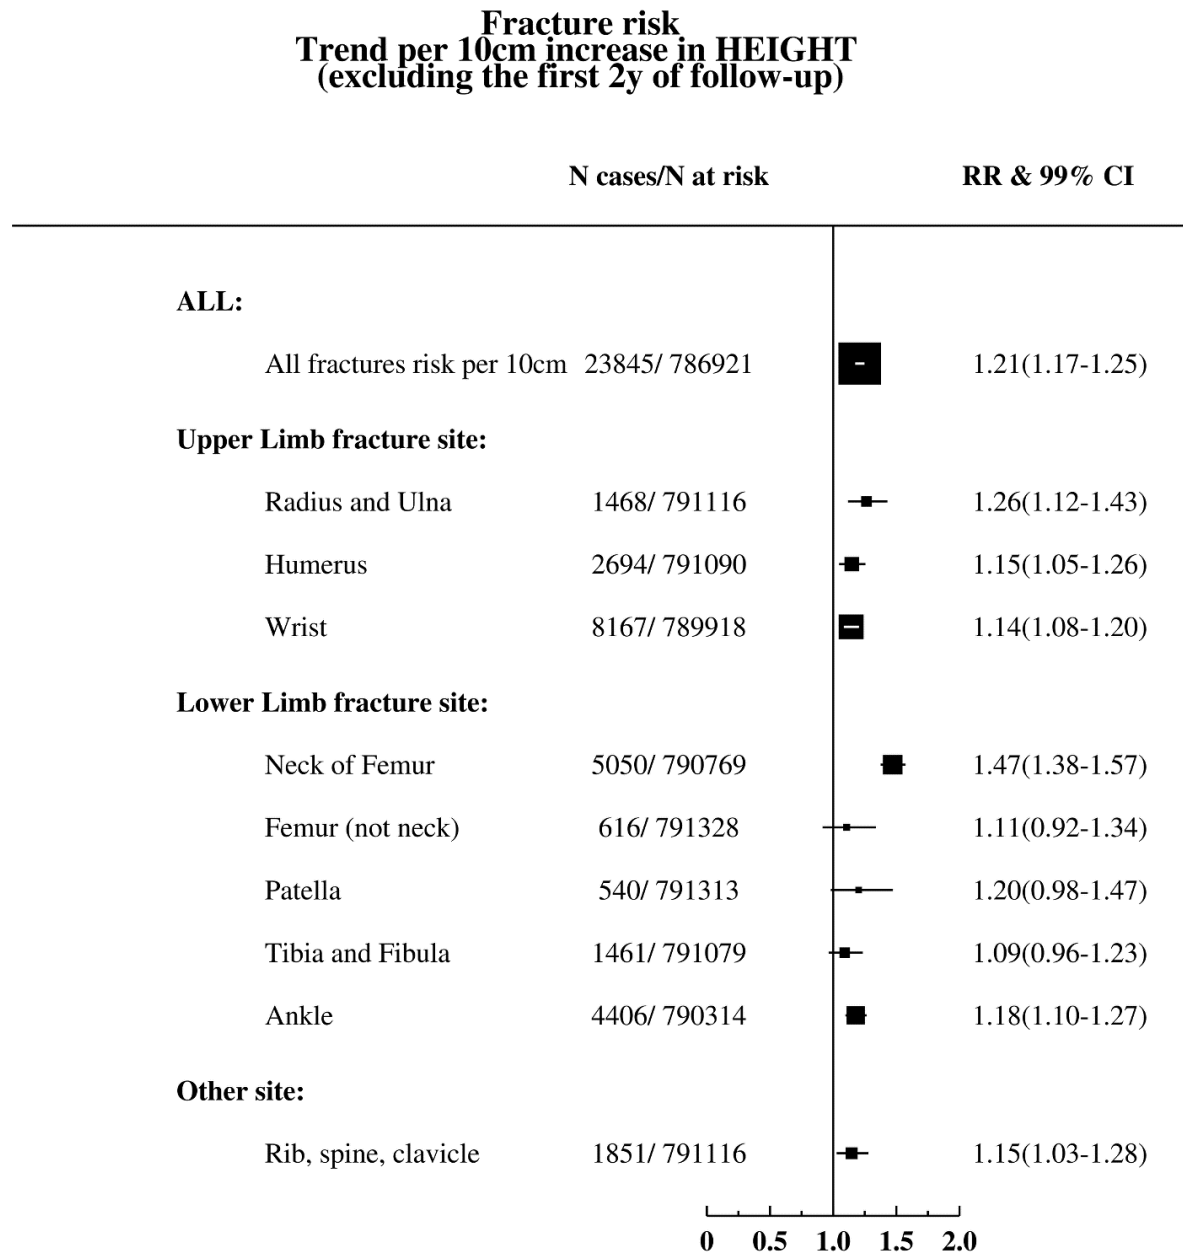 Fracture risk
Trend per 10cm increase in HEIGHT
(excluding the first 2y of follow-up)
N cases/N at risk RR & 99% CI
ALL:
All fractures risk per 10cm 23845/ 786921 1.21(1.17-1.25)
Upper Limb fracture site:
Radius and Ulna 1468/ 791116 1.26(1.12-1.43)
Humerus 2694/ 791090 1.15(1.05-1.26)
Wrist 8167/ 789918 1.14(1.08-1.20)
Lower Limb fracture site:
Neck of Femur 5050/ 790769 1.47(1.38-1.57)
Femur (not neck) 616/ 791328 1.11(0.92-1.34)
Patella 540/ 791313 1.20(0.98-1.47)
Tibia and Fibula 1461/ 791079 1.09(0.96-1.23)
Ankle 4406/ 790314 1.18(1.10-1.27)
Other site:
Rib, spine, clavicle 1851/ 791116 1.15(1.03-1.28)
0 0.5 1.0 1.5 2.0